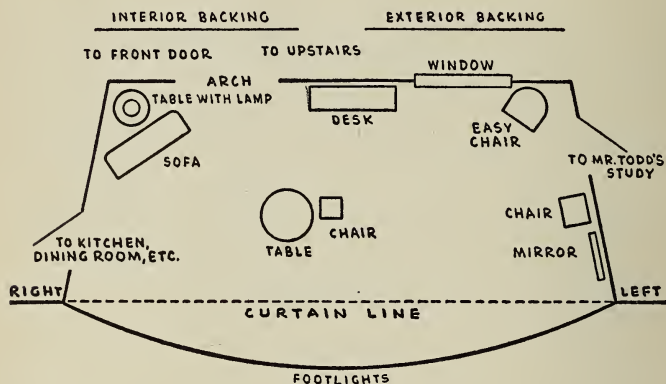 INTERIOR BACKING
EXTERIOR BACKING
TO FRONT DOOR
TO UPSTAIRS
WINDOW
ARCH
TABLE WITH LAMP
DESK
EASY
CHAIR
SOFA
TO MR. TODD'S
STUDY
CHAIR
TABLE
CHAIR
MIRROR
TO KITCHEN,
DINING ROOM, ETC.
RIGHT
LEFT
CURTAIN LINE
FOOTLIGHTS